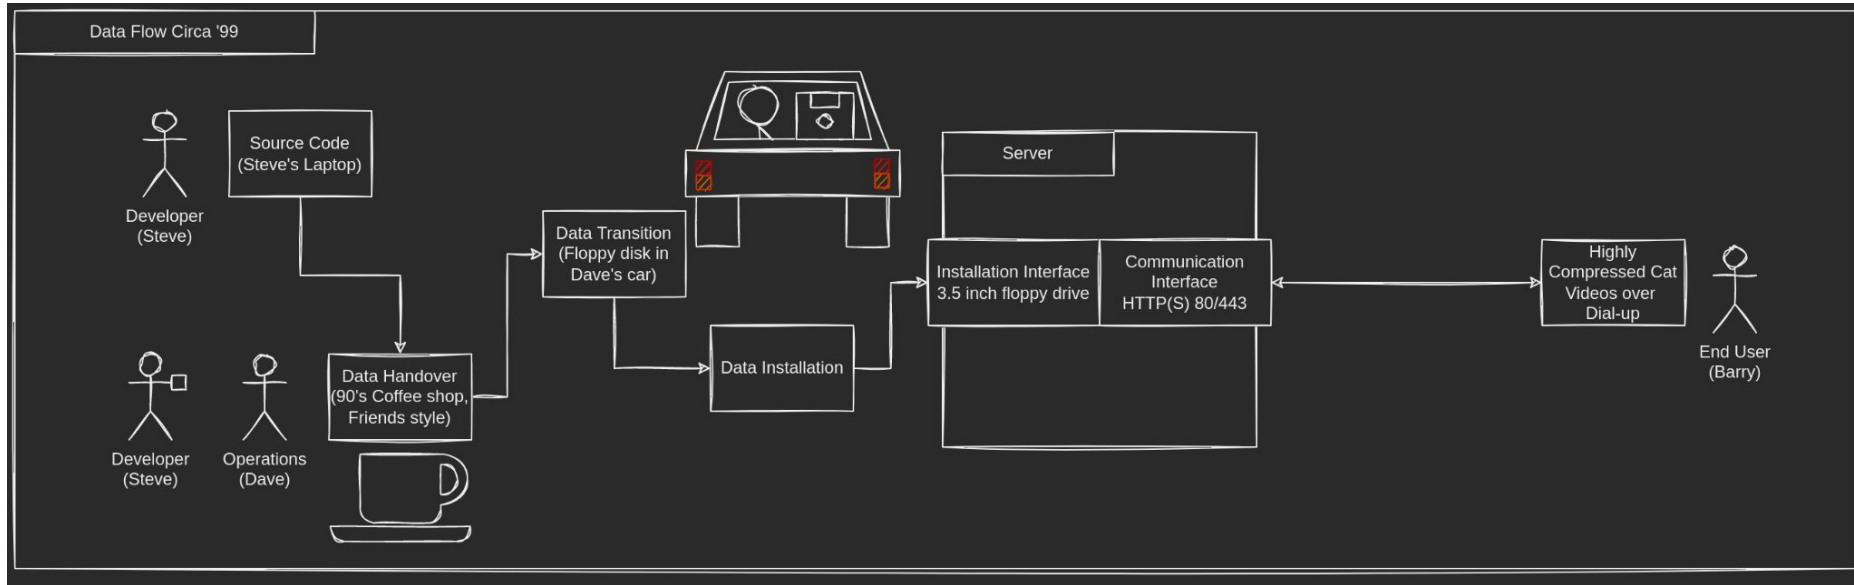 Data Flow Circa '99
Source Code
(Steve's Laptop)
Developer
(Steve)
Developer
(Steve)
Operations
(Dave)
Data Handover
(90's Coffee shop,
Friends style)
Data Transition
(Floppy disk in
Dave's car)
Data Installation
Server
Installation Interface
3.5 inch floppy drive
Communication
Interface
HTTP(S) 80/443
Highly
Compressed Cat
Videos over
Dial-up
End User
(Barry)